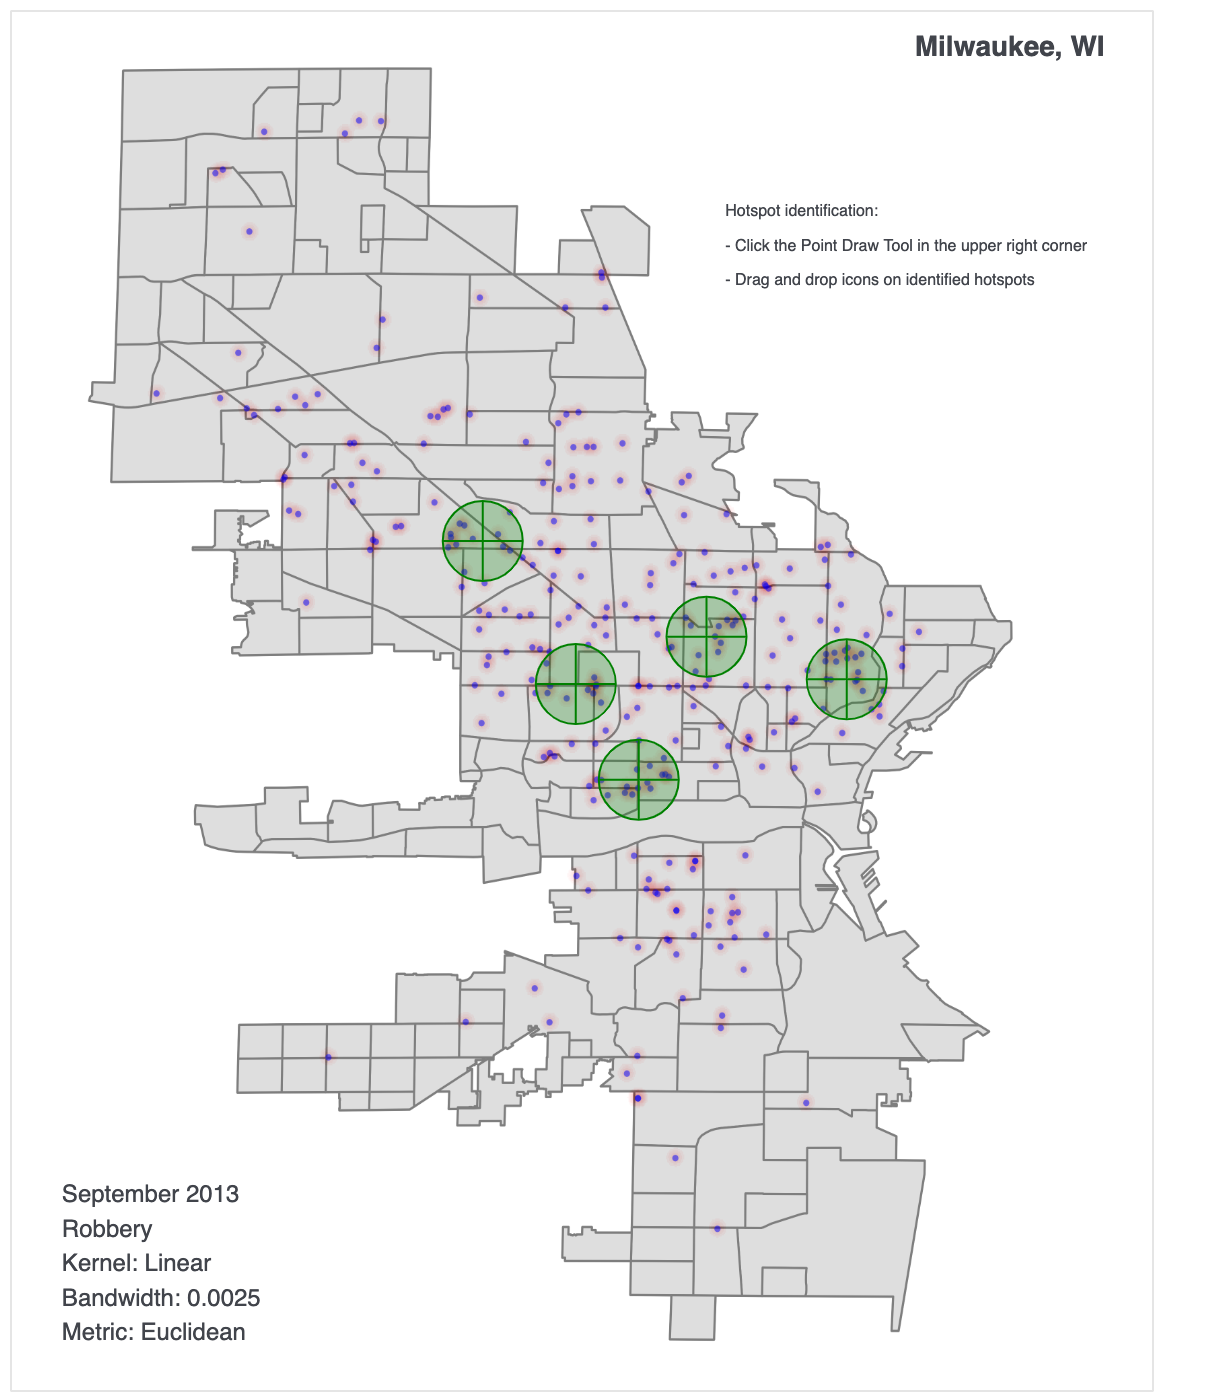 Milwaukee, WI
Hotspot identification:
- Click the Point Draw Tool in the upper right corner
- Drag and drop icons on identified hotspots
September 2013
Robbery
Kernel: Linear
Bandwidth: 0.0025
Metric: Euclidean